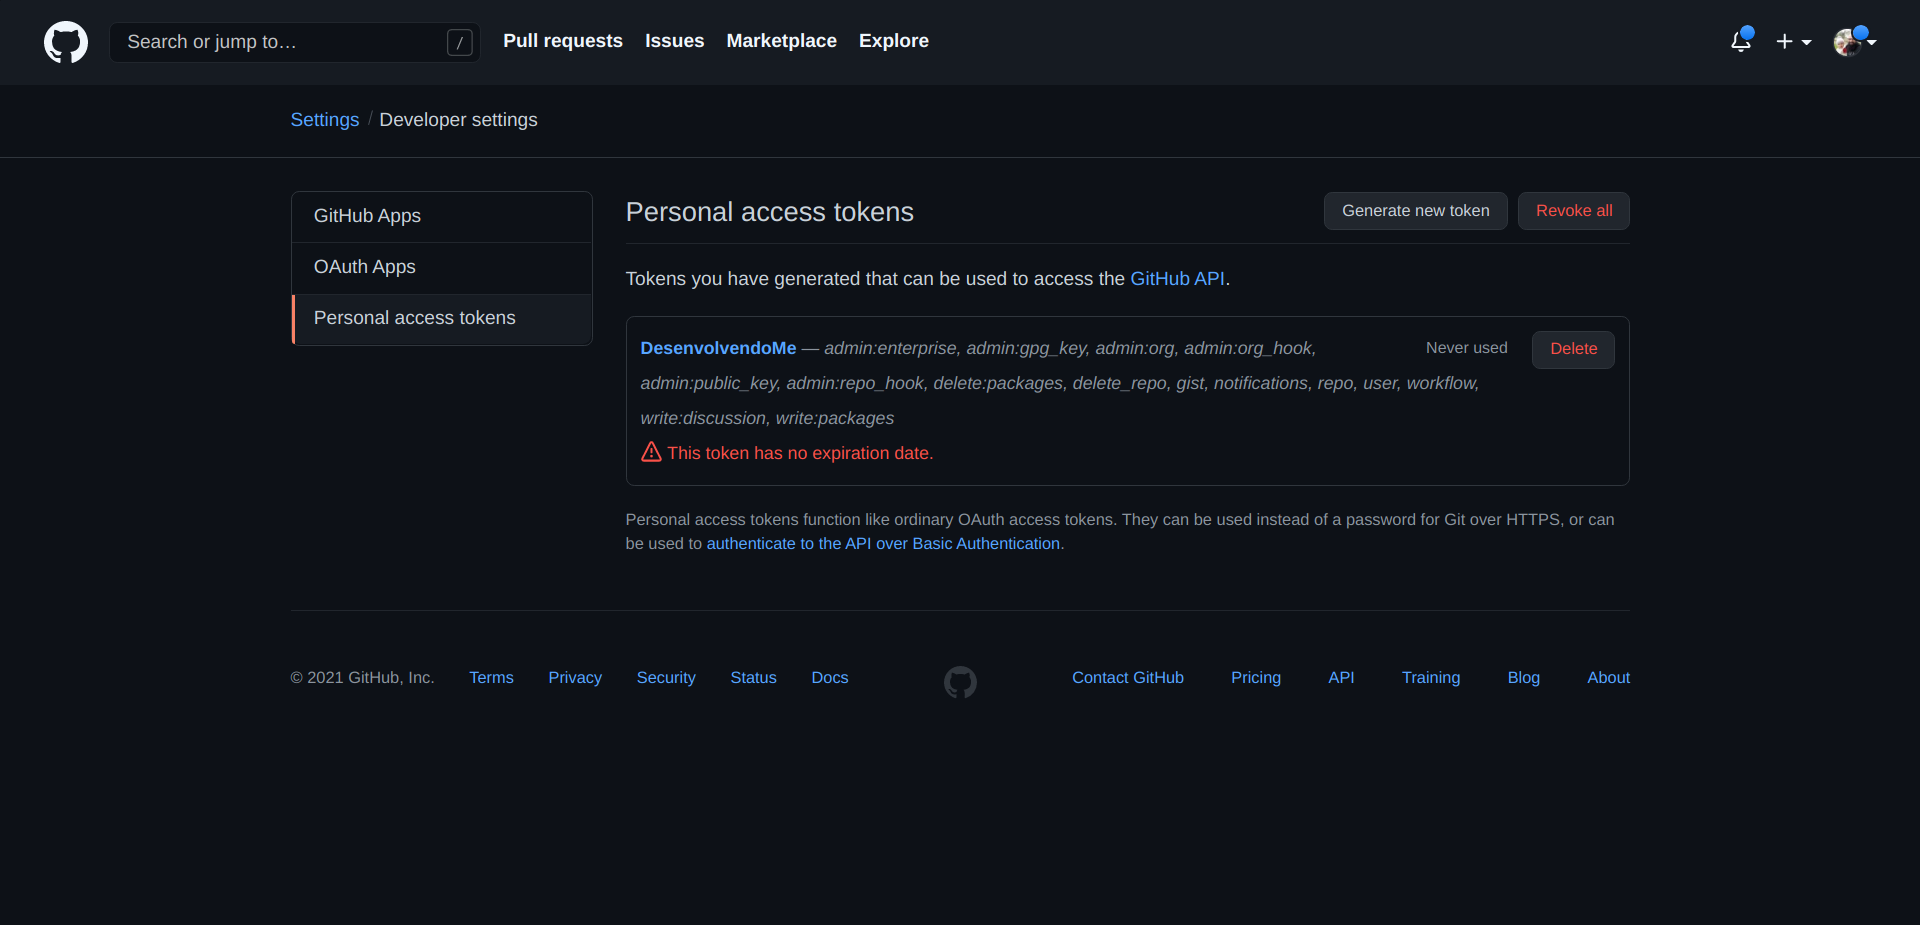 Search or jump to…
/
Pull requests
Issues
Marketplace
Explore
Settings / Developer settings
GitHub Apps
OAuth Apps
Personal access tokens
Personal access tokens
Generate new token
Revoke all
Tokens you have generated that can be used to access the GitHub API.
DesenvolvendoMe — admin:enterprise, admin:gpg_key, admin:org, admin:org_hook,
admin:public_key, admin:repo_hook, delete:packages, delete_repo, gist, notifications, repo, user, workflow,
write:discussion, write:packages
Never used
Delete
This token has no expiration date.
Personal access tokens function like ordinary OAuth access tokens. They can be used instead of a password for Git over HTTPS, or can
be used to authenticate to the API over Basic Authentication.
© 2021 GitHub, Inc.
Terms
Privacy
Security
Status
Docs
Contact GitHub
Pricing
API
Training
Blog
About